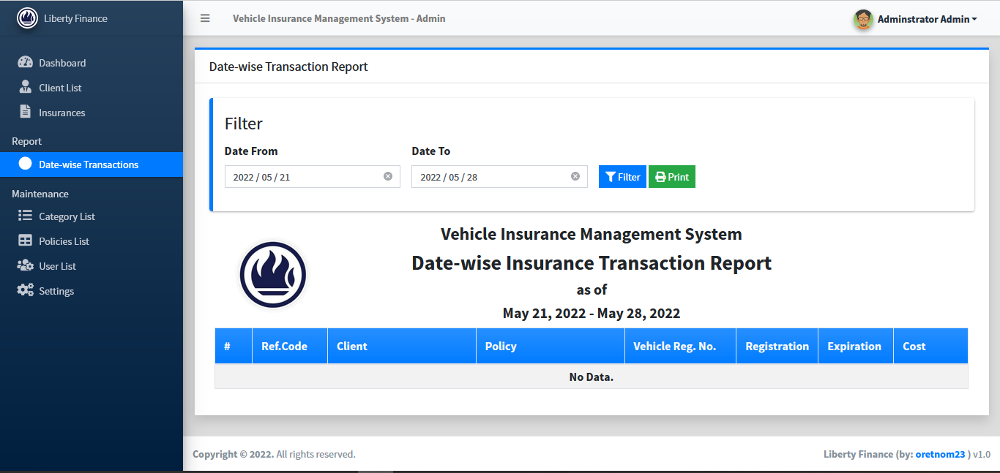 Liberty Finance
Vehicle Insurance Management System - Admin
Adminstrator Admin
Dashboard
Client List
Insurances
Report
Date-wise Transactions
Maintenance
Category List
Policies List
User List
Settings
Date-wise Transaction Report
Filter
Date From
Date To
2022 / 05 / 21
2022 / 05 / 28
Filter
Print
Vehicle Insurance Management System
Date-wise Insurance Transaction Report
as of
May 21, 2022 - May 28, 2022
# Ref.Code Client Policy Vehicle Reg. No. Registration Expiration Cost
No Data.
Copyright © 2022. All rights reserved.
Liberty Finance (by: oretnom23 ) v1.0